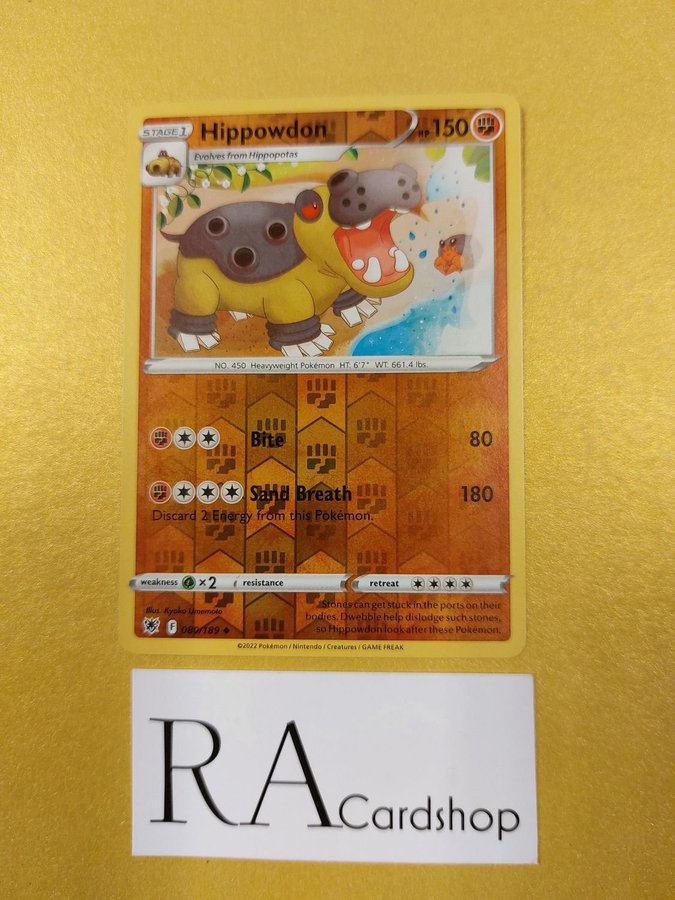 STAGE 1 Hippowdon HP 150
Evolves from Hippopotas
NO. 450 Heavyweight Pokémon HT: 6'7" WT: 661.4 lbs.
Bite 80
Sand Breath 180
Discard 2 Energy from this Pokémon.
weakness ×2 resistance retreat
Illus. Kyoko Umemoto
Stones can get stuck in the ports on their
bodies. Dwebble help dislodge such stones,
so Hippowdon look after these Pokémon.
F 080/189
©2022 Pokémon / Nintendo / Creatures / GAME FREAK
RA Cardshop